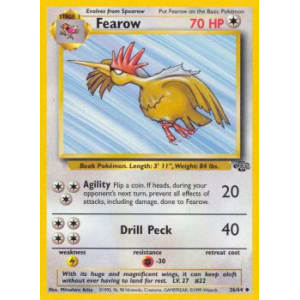 STAGE 1
Evolves from Spearow
Put Fearow on the Basic Pokémon
Fearow
70 HP
Beak Pokémon. Length: 3' 11", Weight: 84 lbs.
Agility Flip a coin. If heads, during your
opponent's next turn, prevent all effects of
attacks, including damage, done to Fearow.
20
Drill Peck
40
weakness
resistance
retreat cost
-30
With its huge and magnificent wings, it can keep aloft
without ever having to land for rest. LV. 27 #22
Illus. Mitsuhiro Arita
36/64